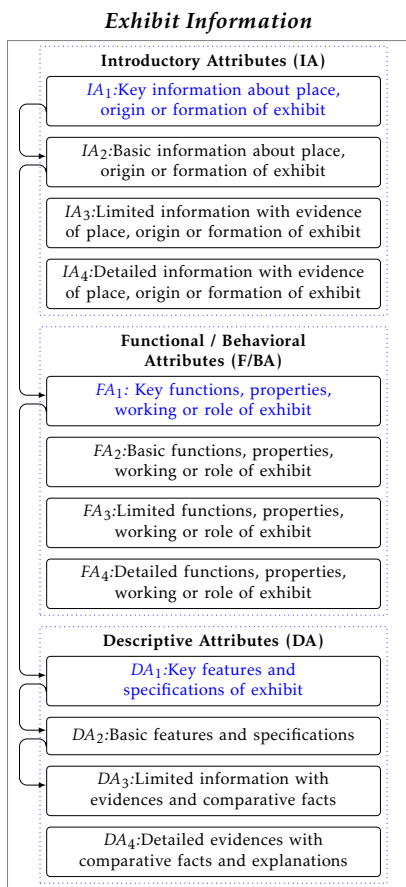 Exhibit Information
Introductory Attributes (IA)
IA1:Key information about place,
origin or formation of exhibit
IA2:Basic information about place,
origin or formation of exhibit
IA3:Limited information with evidence
of place, origin or formation of exhibit
IA4:Detailed information with evidence
of place, origin or formation of exhibit
Functional / Behavioral
Attributes (F/BA)
FA1: Key functions, properties,
working or role of exhibit
FA2:Basic functions, properties,
working or role of exhibit
FA3:Limited functions, properties,
working or role of exhibit
FA4:Detailed functions, properties,
working or role of exhibit
Descriptive Attributes (DA)
DA1:Key features and
specifications of exhibit
DA2:Basic features and specifications
DA3:Limited information with
evidences and comparative facts
DA4:Detailed evidences with
comparative facts and explanations